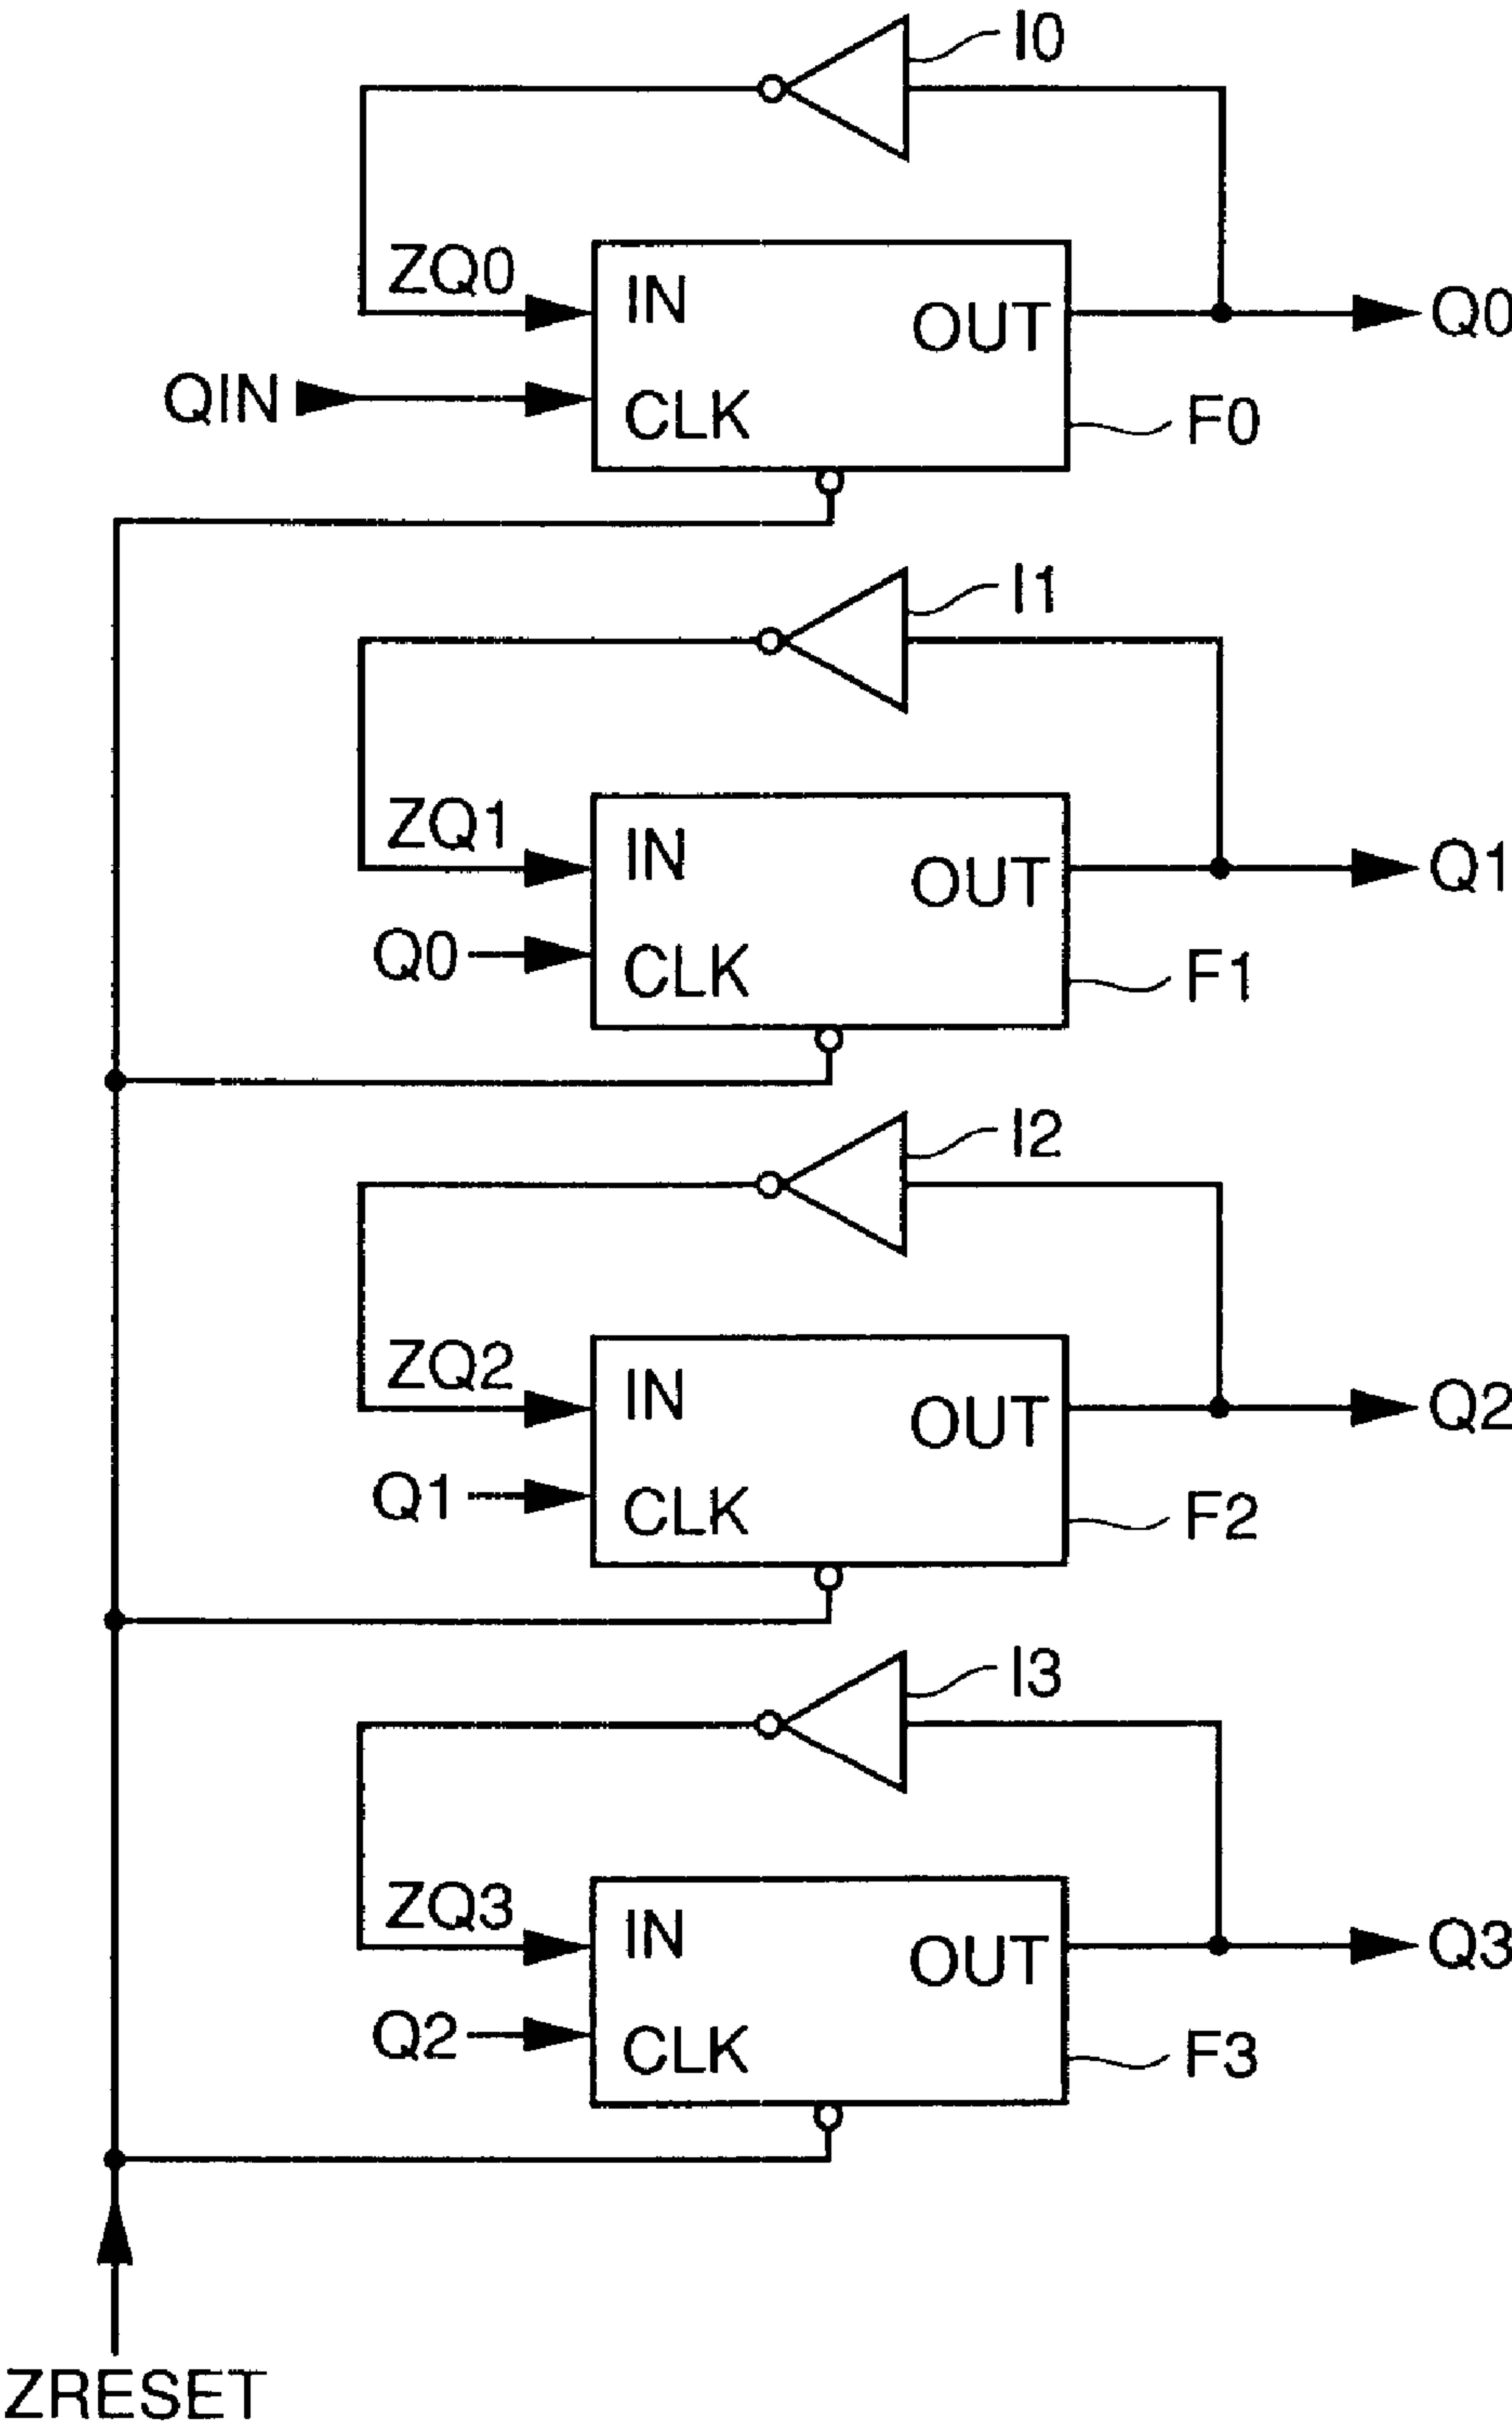 I0
ZQ0
IN
OUT
Q0
QIN
CLK
F0
I1
ZQ1
IN
OUT
Q1
Q0
CLK
F1
I2
ZQ2
IN
OUT
Q2
Q1
CLK
F2
I3
ZQ3
IN
OUT
Q3
Q2
CLK
F3
ZRESET